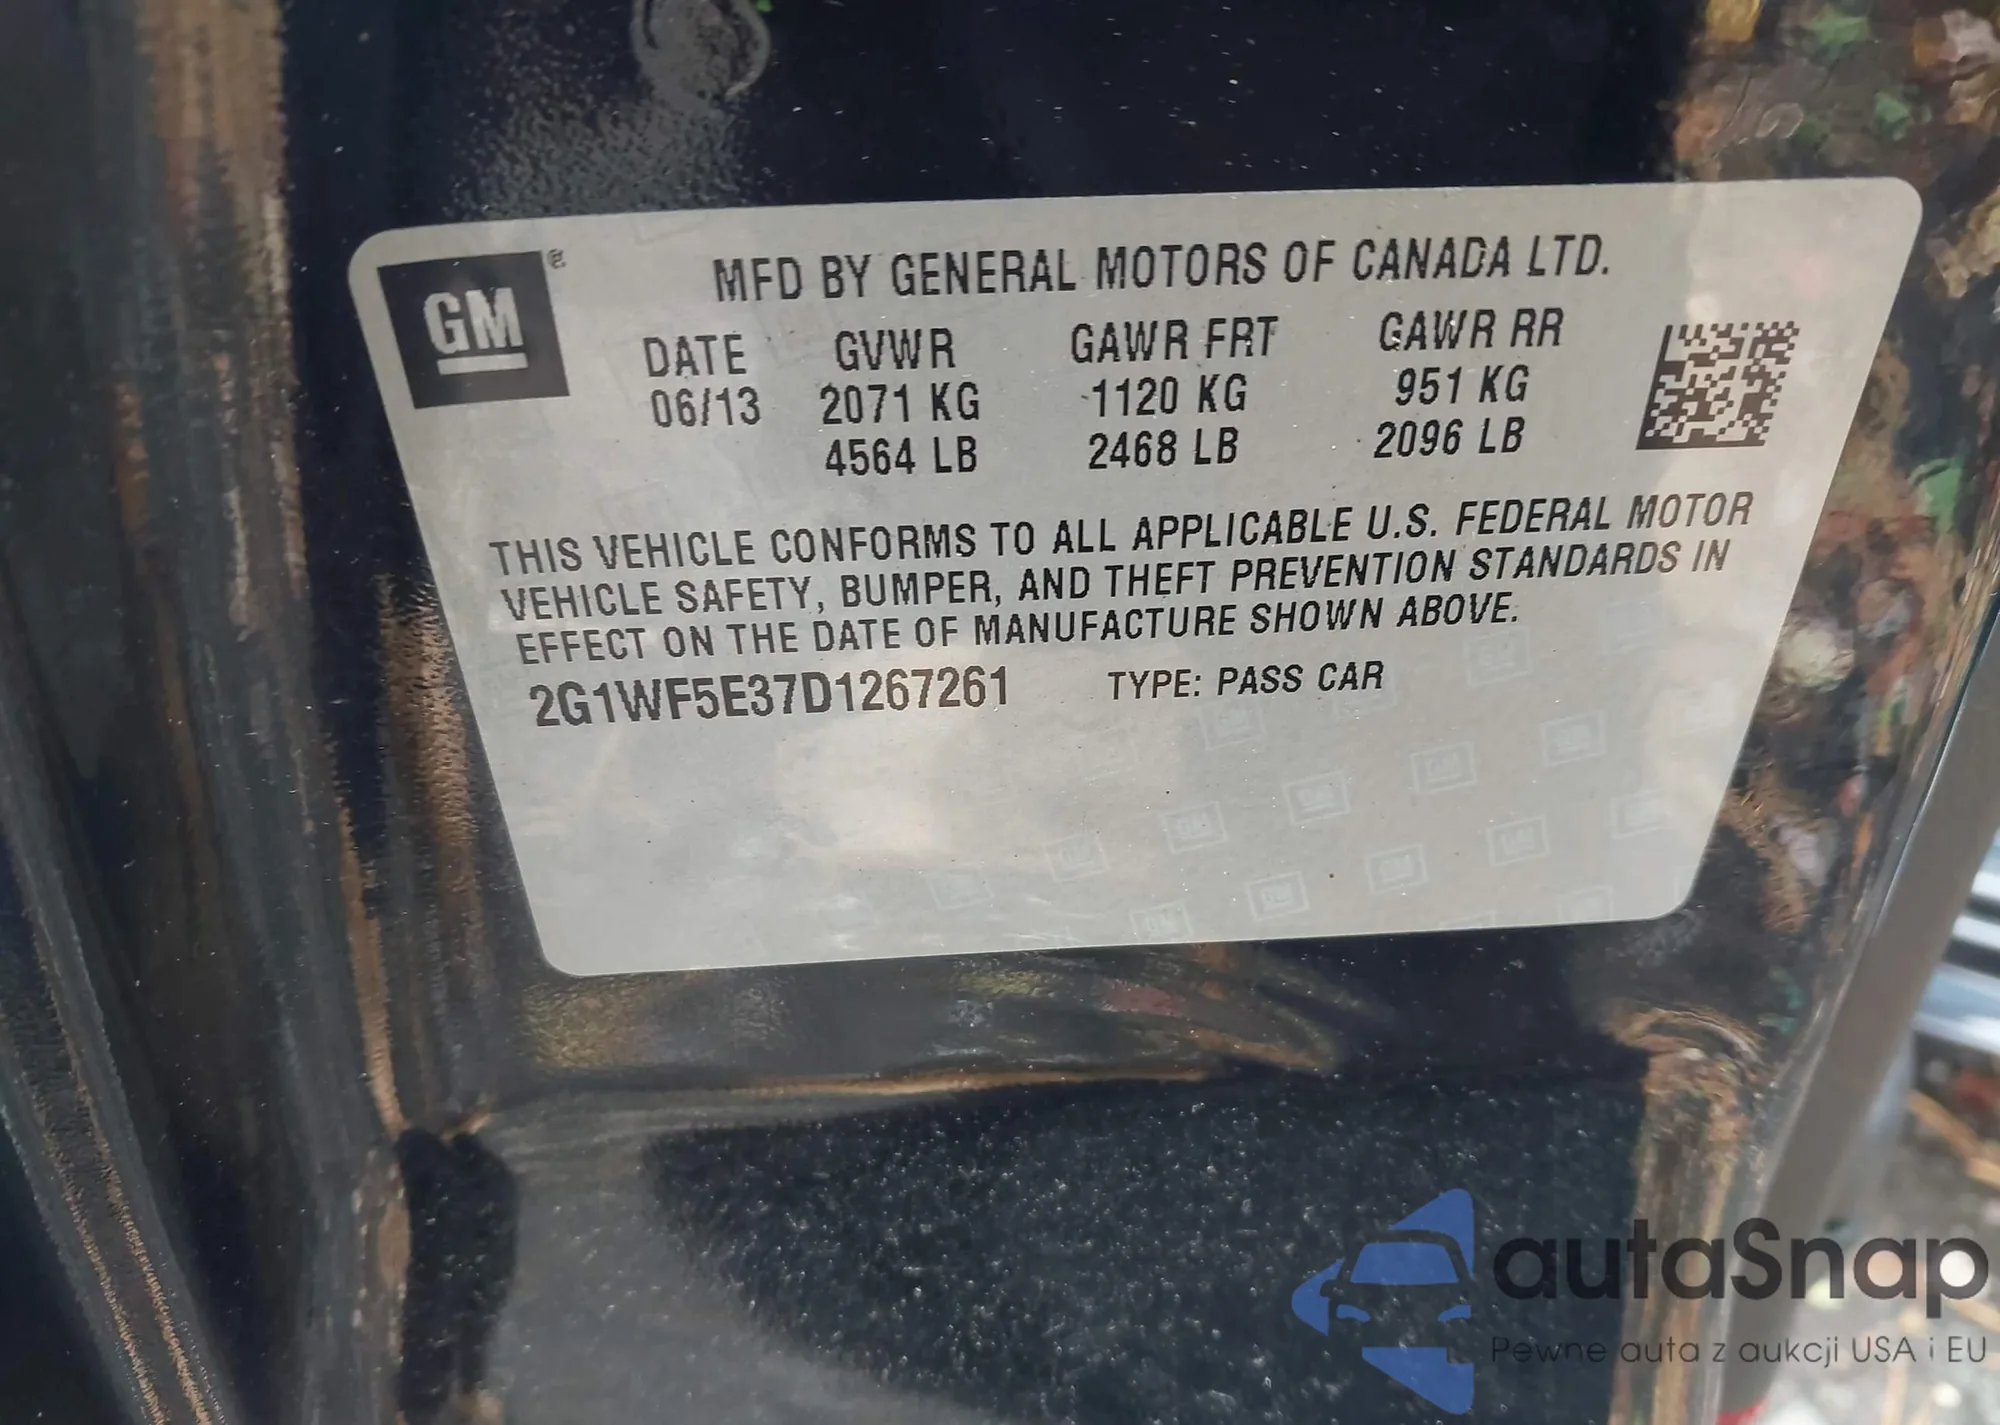 GM ®
MFD BY GENERAL MOTORS OF CANADA LTD.
DATE GVWR GAWR FRT GAWR RR
06/13 2071 KG 1120 KG 951 KG
4564 LB 2468 LB 2096 LB
THIS VEHICLE CONFORMS TO ALL APPLICABLE U.S. FEDERAL MOTOR
VEHICLE SAFETY, BUMPER, AND THEFT PREVENTION STANDARDS IN
EFFECT ON THE DATE OF MANUFACTURE SHOWN ABOVE.
2G1WF5E37D1267261 TYPE: PASS CAR
autaSnap
Pewne auta z aukcji USA i EU